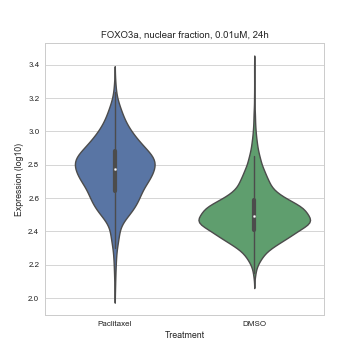 FOXO3a, nuclear fraction, 0.01uM, 24h
3.4
3.2
3.0
2.8
2.6
2.4
2.2
2.0
Expression (log10)
Paclitaxel DMSO
Treatment